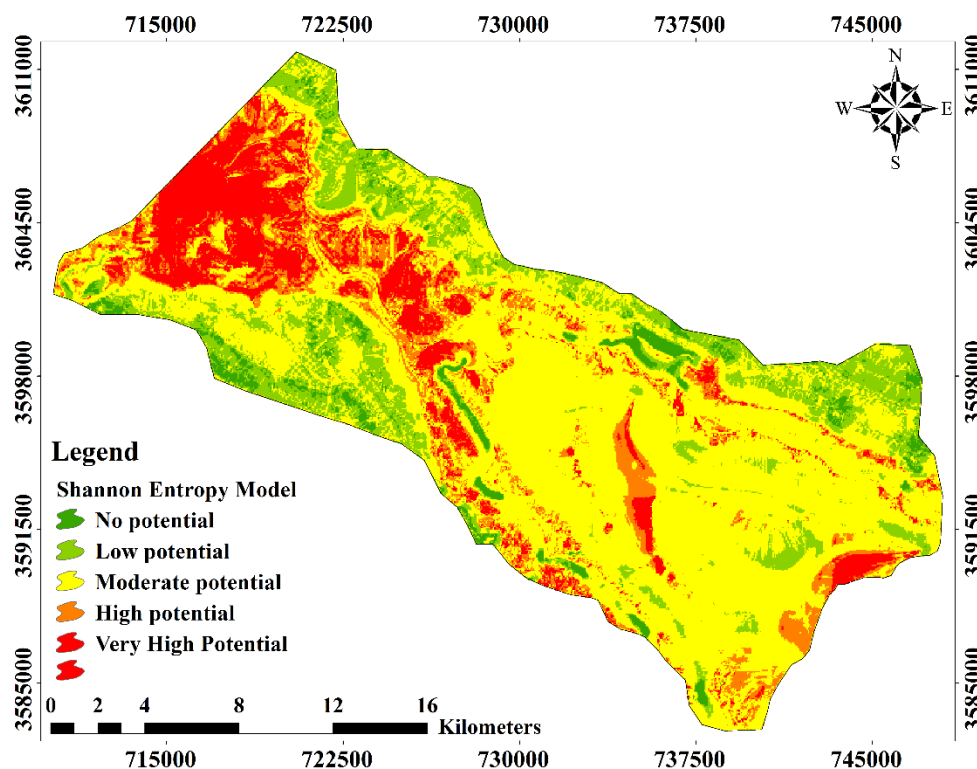 715000 722500 730000 737500 745000
3611000 3611000
N
W E
S
3604500 3604500
3598000 3598000
Legend
Shannon Entropy Model
No potential
3591500 3591500
Low potential
Moderate potential
High potential
Very High Potential
3585000 3585000
0 2 4 8 12 16
Kilometers
715000 722500 730000 737500 745000